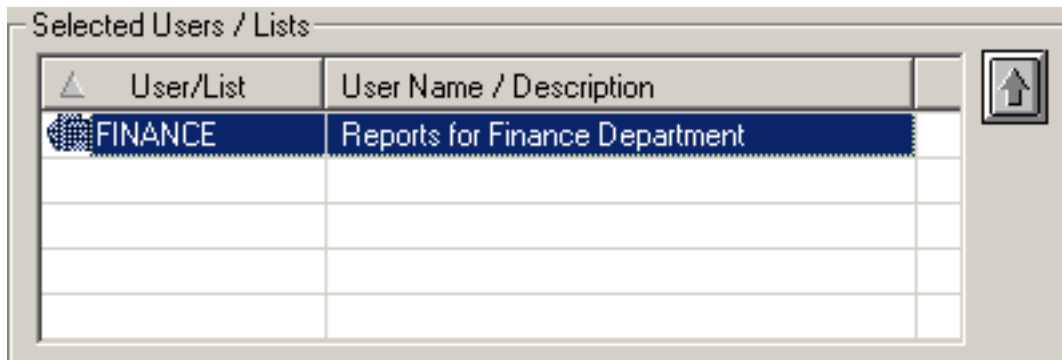 Selected Users / Lists
User/List User Name / Description
FINANCE Reports for Finance Department